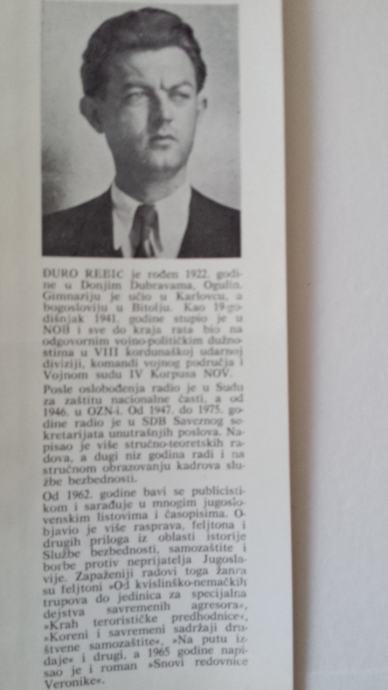 ĐURO REBIĆ je rođen 1922. godi-
ne u Donjim Dubravama, Ogulin.
Gimnaziju je učio u Karlovcu, a
bogosloviju u Bitolju. Kao 19-go-
dišnjak 1941. godine stupio je u
NOB i sve do kraja rata bio na
odgovornim vojno-političkim dužno-
stima u VIII kordunaškoj udarnoj
diviziji, komandi vojnog područja i
Vojnom sudu IV Korpusa NOV.
Posle oslobođenja radio je u Sudu
za zaštitu nacionalne časti, a od
1946. u OZN-i. Od 1947. do 1975. go-
dine radio je u SDB Saveznog se-
kretarijata unutrašnjih poslova. Na-
pisao je više stručno-teoretskih ra-
dova, a dugi niz godina radi i na
stručnom obrazovanju kadrova slu-
žbe bezbednosti.
Od 1962. godine bavi se publicisti-
kom i sarađuje u mnogim jugoslo-
venskim listovima i časopisima. O-
bjavio je više rasprava, feljtona i
drugih priloga iz oblasti istorije
Službe bezbednosti, samozaštite i
borbe protiv neprijatelja Jugosla-
vije. Zapaženiji radovi toga žanra
su feljtoni »Od kvislinško-nemačkih
trupova do jedinica za specijalna
dejstva savremenih agresora«,
»Krah terorističke predhodnice«,
»Koreni i savremeni sadržaji dru-
štvene samozaštite«, »Na putu iz-
daje« i drugi, a 1965 godine napi-
sao je i roman »Snovi redovnice
Veronike«.